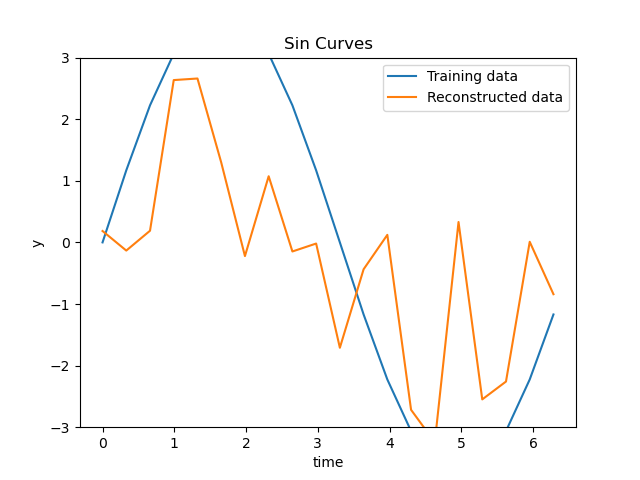 Sin Curves
Training data
Reconstructed data
3
2
1
0
−1
−2
−3
y
0
1
2
3
4
5
6
time